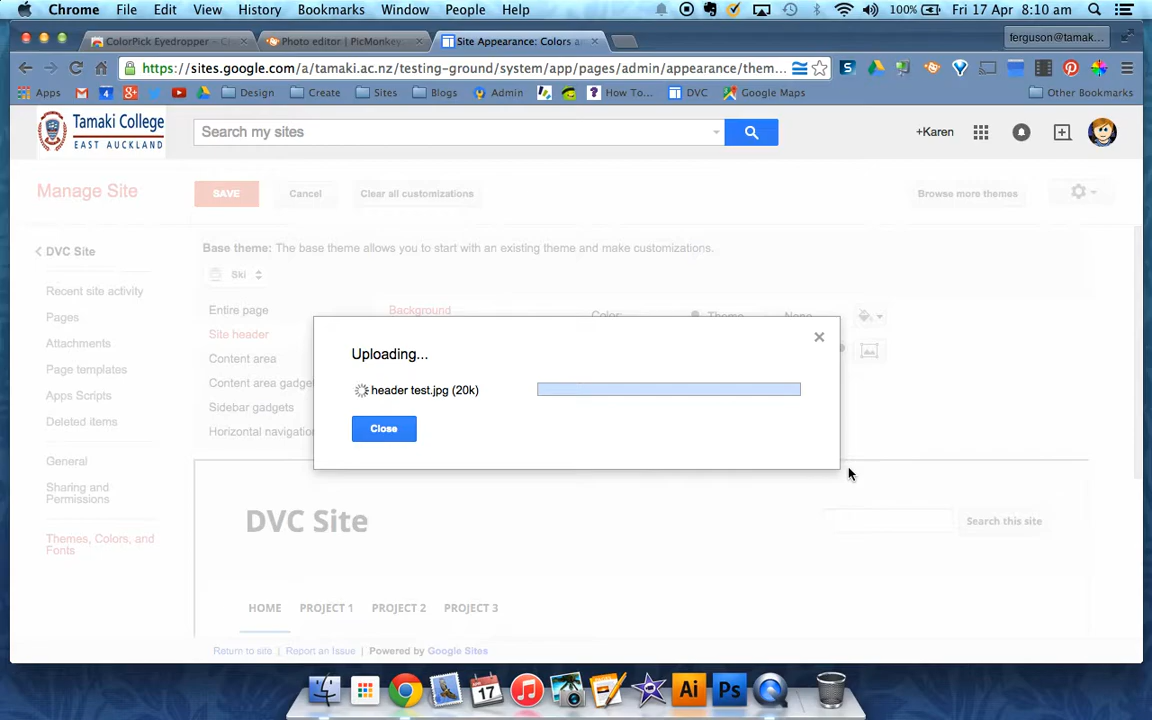 Chrome File Edit View History Bookmarks Window People Help 100% Fri 17 Apr 8:10 am
ColorPick Eyedropper – C
Photo editor | PicMonkey
Site Appearance: Colors a
ferguson@tamak...
https://sites.google.com/a/tamaki.ac.nz/testing-ground/system/app/pages/admin/appearance/them...
Apps Design Create Sites Blogs Admin How To... DVC Google Maps Other Bookmarks
Tamaki College
EAST AUCKLAND
Search my sites
+Karen
Manage Site
SAVE
Cancel
Clear all customizations
Browse more themes
DVC Site
Base theme: The base theme allows you to start with an existing theme and make customizations.
Ski
Recent site activity
Pages
Attachments
Page templates
Apps Scripts
Deleted items
General
Sharing and
Permissions
Themes, Colors, and
Fonts
Entire page
Site header
Content area
Content area gadge
Sidebar gadgets
Horizontal navigatio
Background
Color:
Theme
None
Uploading...
header test.jpg (20k)
Close
DVC Site
Search this site
HOME PROJECT 1 PROJECT 2 PROJECT 3
Return to site | Report an Issue | Powered by Google Sites
17
Ai
Ps